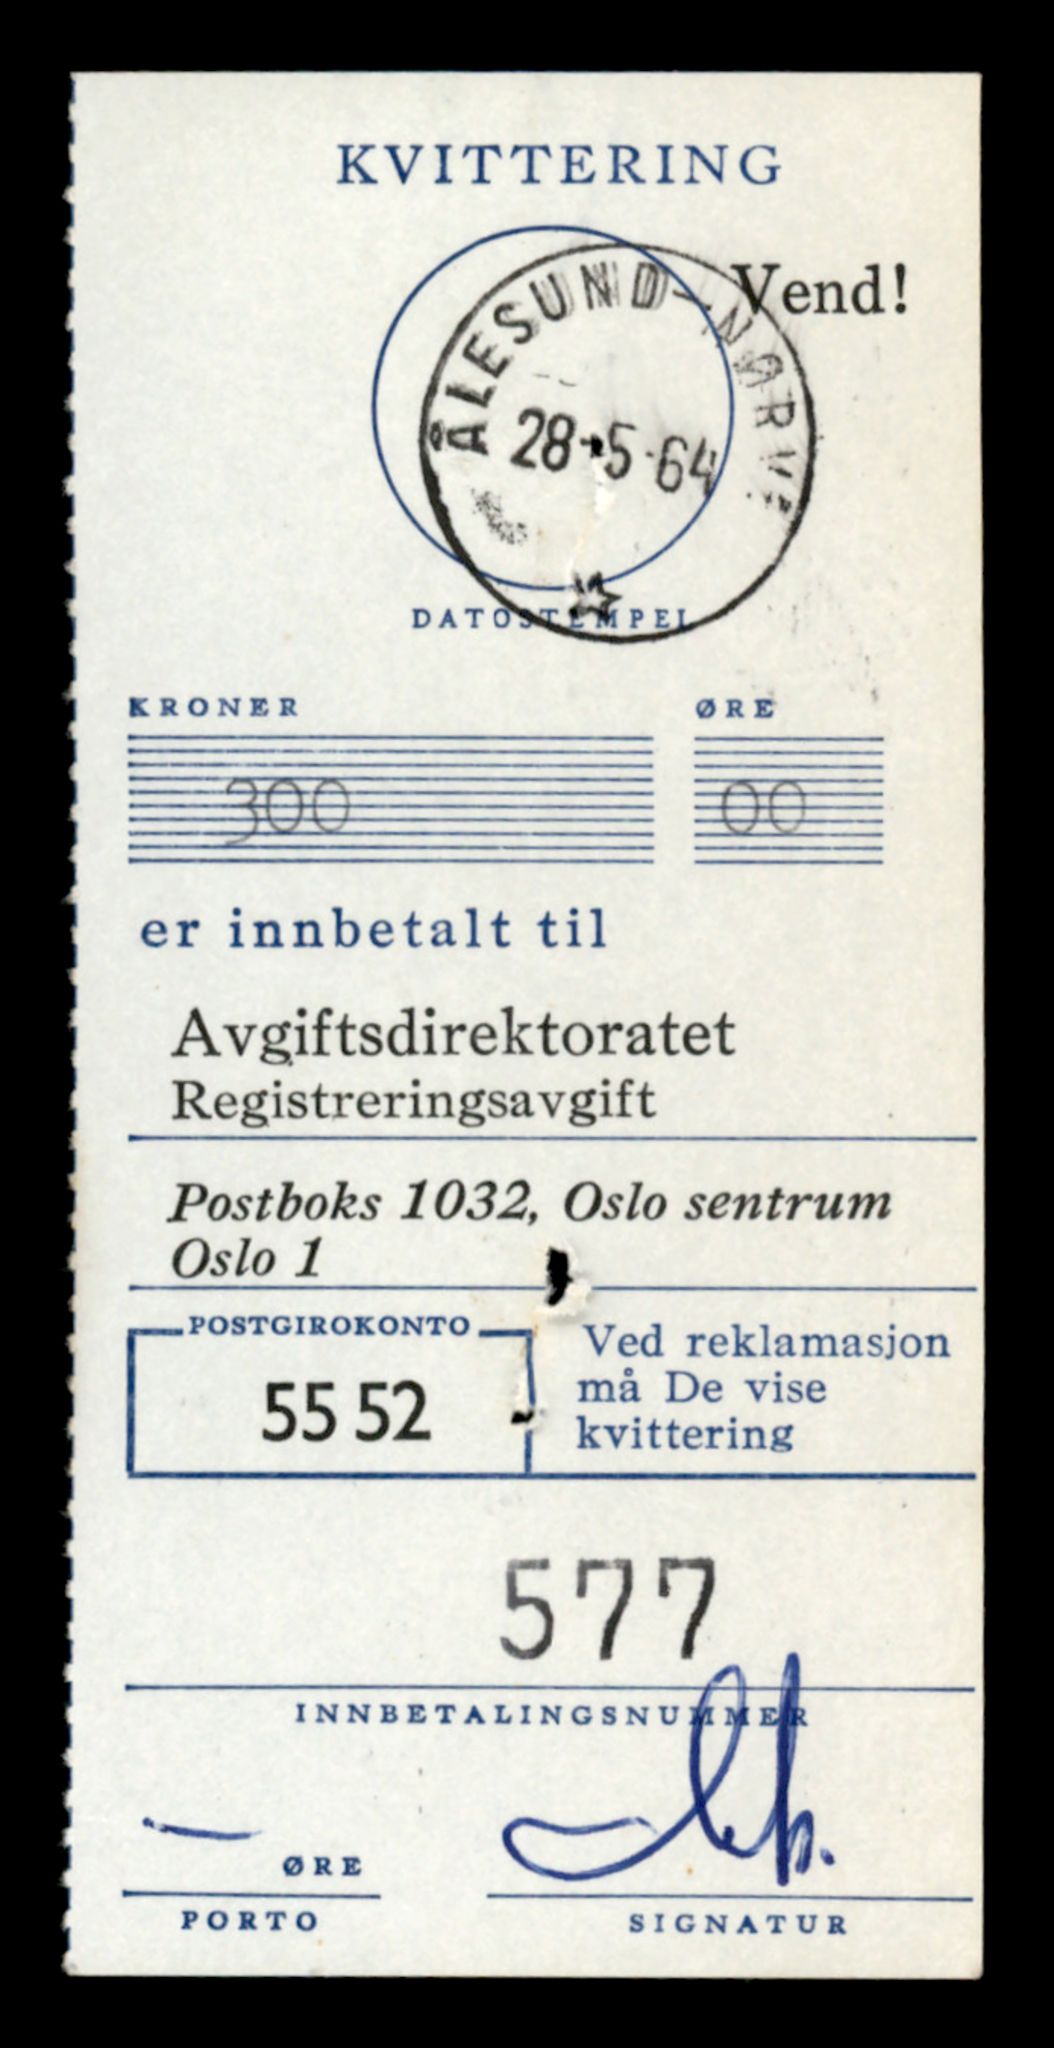 KVITTERING
Vend!
ÅLESUND
28-5-64
DATOSTEMPEL
KRONER ØRE
300 00
er innbetalt til
Avgiftsdirektoratet
Registreringsavgift
Postboks 1032, Oslo sentrum
Oslo 1
POSTGIROKONTO
55 52
Ved reklamasjon
må De vise
kvittering
577
INNBETALINGSNUMMER
— ØRE
PORTO
SIGNATUR